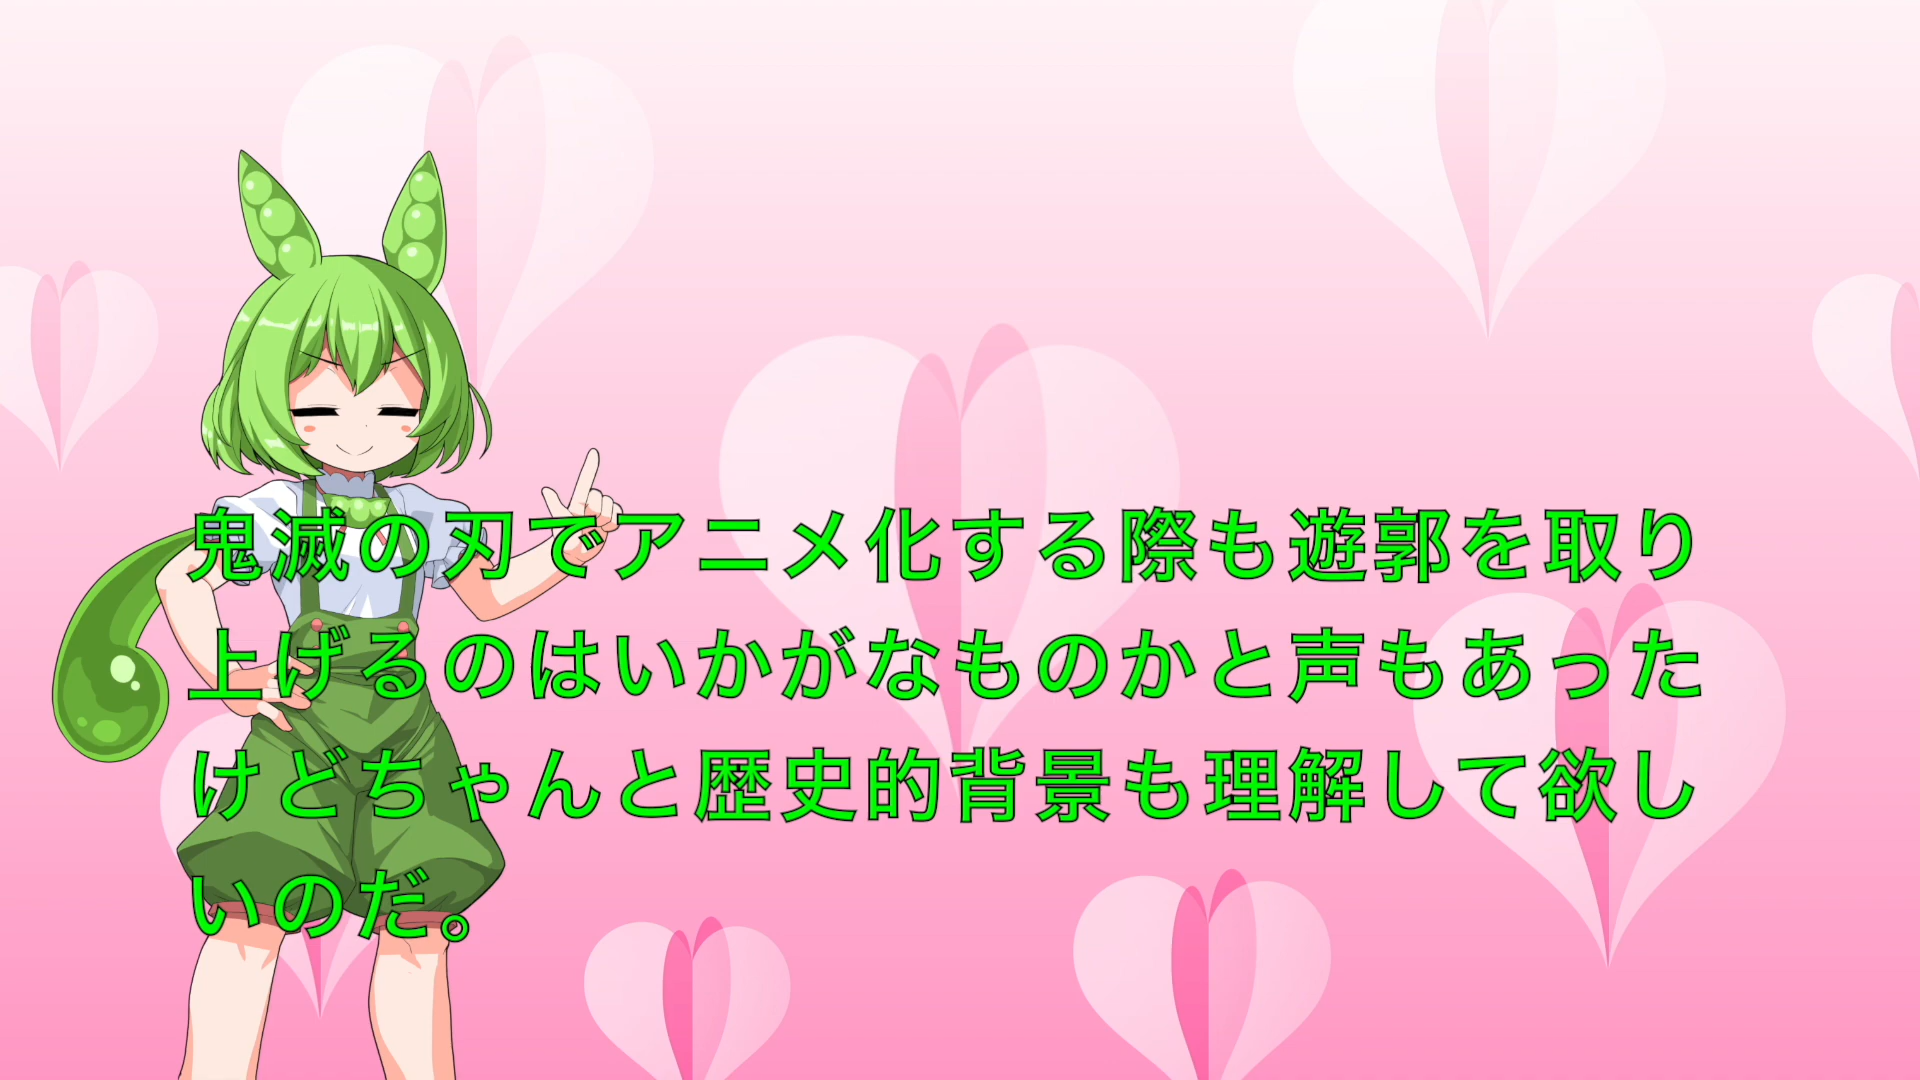 鬼滅の刃でアニメ化する際も遊郭を取り
上げるのはいかがなものかと声もあった
けどちゃんと歴史的背景も理解して欲し
いのだ。